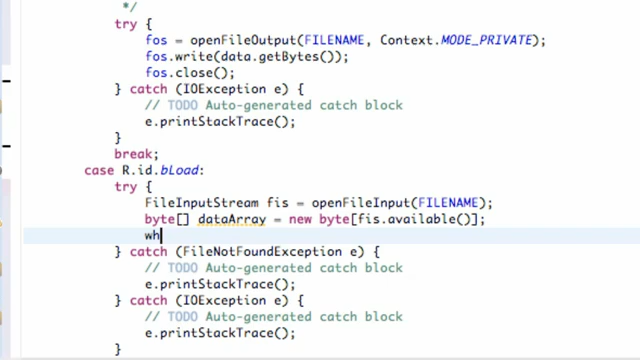 */
try {
fos = openFileOutput(FILENAME, Context.MODE_PRIVATE);
fos.write(data.getBytes());
fos.close();
} catch (IOException e) {
// TODO Auto-generated catch block
e.printStackTrace();
}
break;
case R.id.bLoad:
try {
FileInputStream fis = openFileInput(FILENAME);
byte[] dataArray = new byte[fis.available()];
wh
} catch (FileNotFoundException e) {
// TODO Auto-generated catch block
e.printStackTrace();
} catch (IOException e) {
// TODO Auto-generated catch block
e.printStackTrace();
}